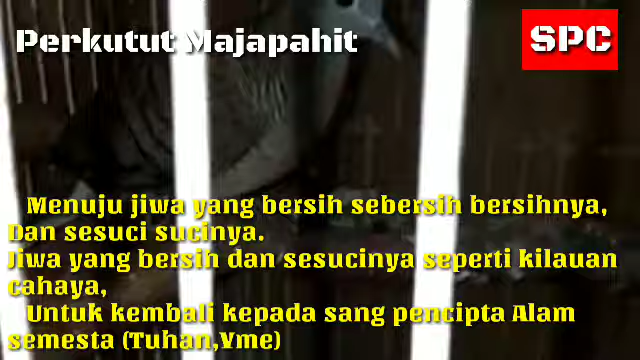 Perkutut Majapahit
SPC
Menuju jiwa yang bersih sebersih bersihnya,
Dan sesuci sucinya.
Jiwa yang bersih dan sesucinya seperti kilauan
cahaya,
Untuk kembali kepada sang pencipta Alam
semesta (Tuhan,Yme)